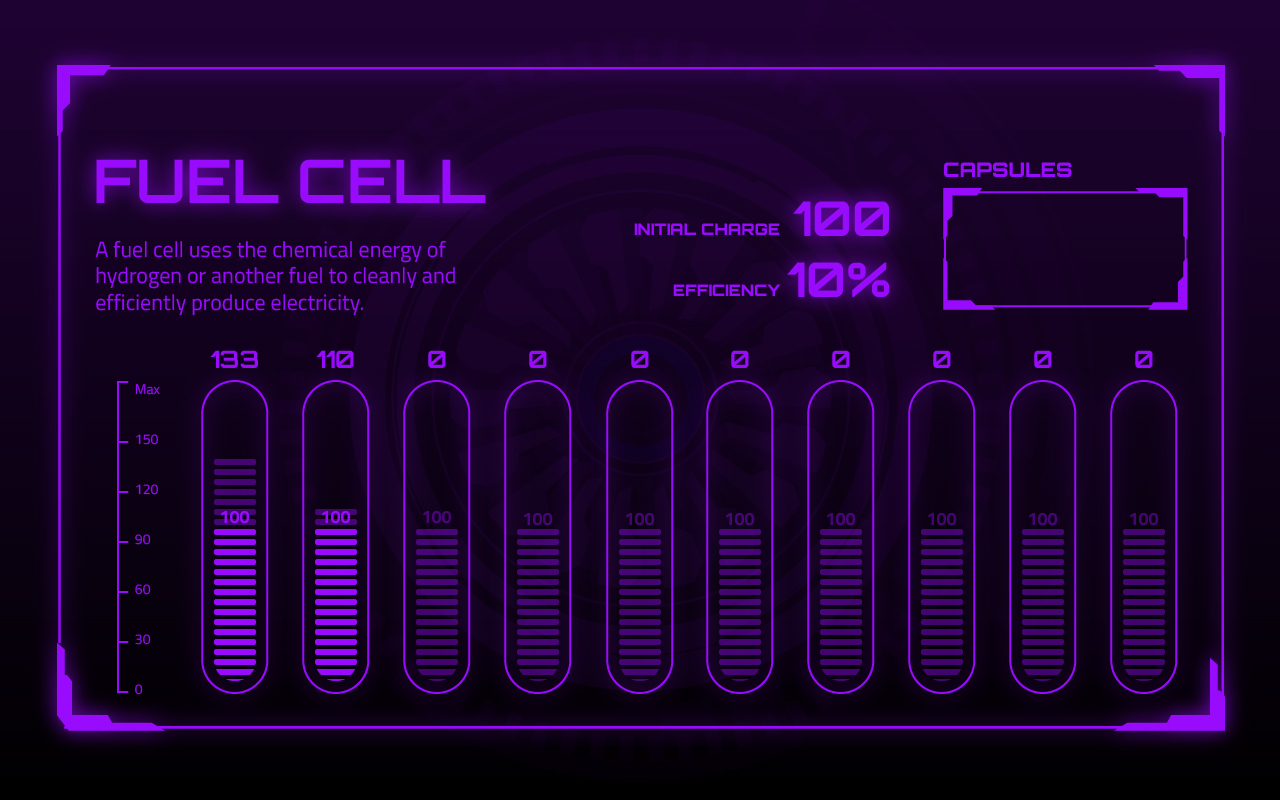 FUEL CELL
A fuel cell uses the chemical energy of
hydrogen or another fuel to cleanly and
efficiently produce electricity.
INITIAL CHARGE 100
EFFICIENCY 10%
CAPSULES
133 110 0 0 0 0 0 0 0 0
Max
150
120
100 100 100 100 100 100 100 100 100 100
90
60
30
0